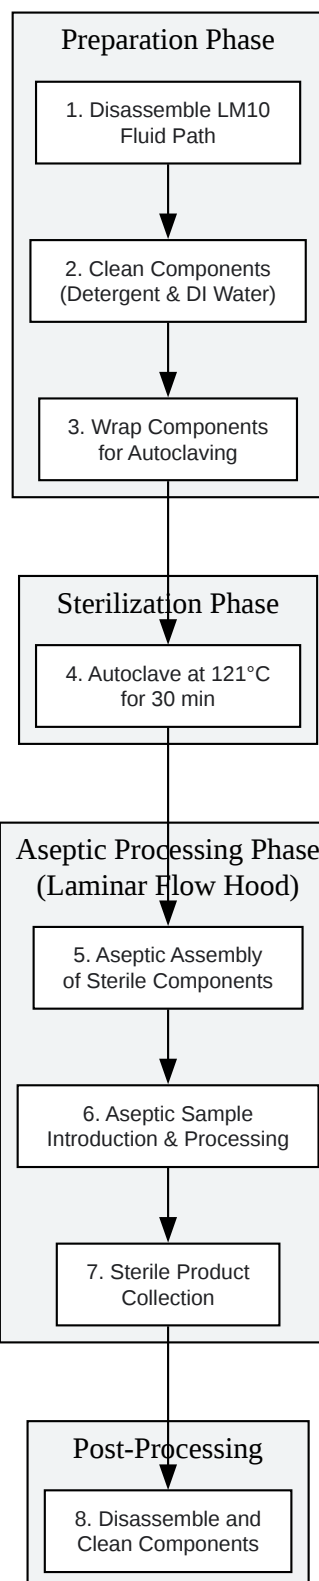 Preparation Phase
1. Disassemble LM10
Fluid Path
2. Clean Components
(Detergent & DI Water)
3. Wrap Components
for Autoclaving
Sterilization Phase
4. Autoclave at 121°C
for 30 min
Aseptic Processing Phase
(Laminar Flow Hood)
5. Aseptic Assembly
of Sterile Components
6. Aseptic Sample
Introduction & Processing
7. Sterile Product
Collection
Post-Processing
8. Disassemble and
Clean Components